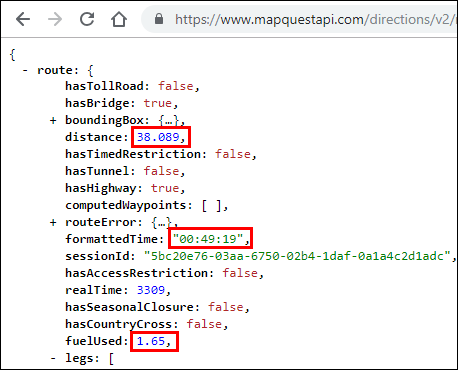 https://www.mapquestapi.com/directions/v2/
{
- route: {
hasTollRoad: false,
hasBridge: true,
+ boundingBox: {…},
distance: 38.089,
hasTimedRestriction: false,
hasTunnel: false,
hasHighway: true,
computedWaypoints: [ ],
+ routeError: {…},
formattedTime: "00:49:19",
sessionId: "5bc20e76-03aa-6750-02b4-1daf-0a1a4c2d1adc",
hasAccessRestriction: false,
realTime: 3309,
hasSeasonalClosure: false,
hasCountryCross: false,
fuelUsed: 1.65,
- legs: [